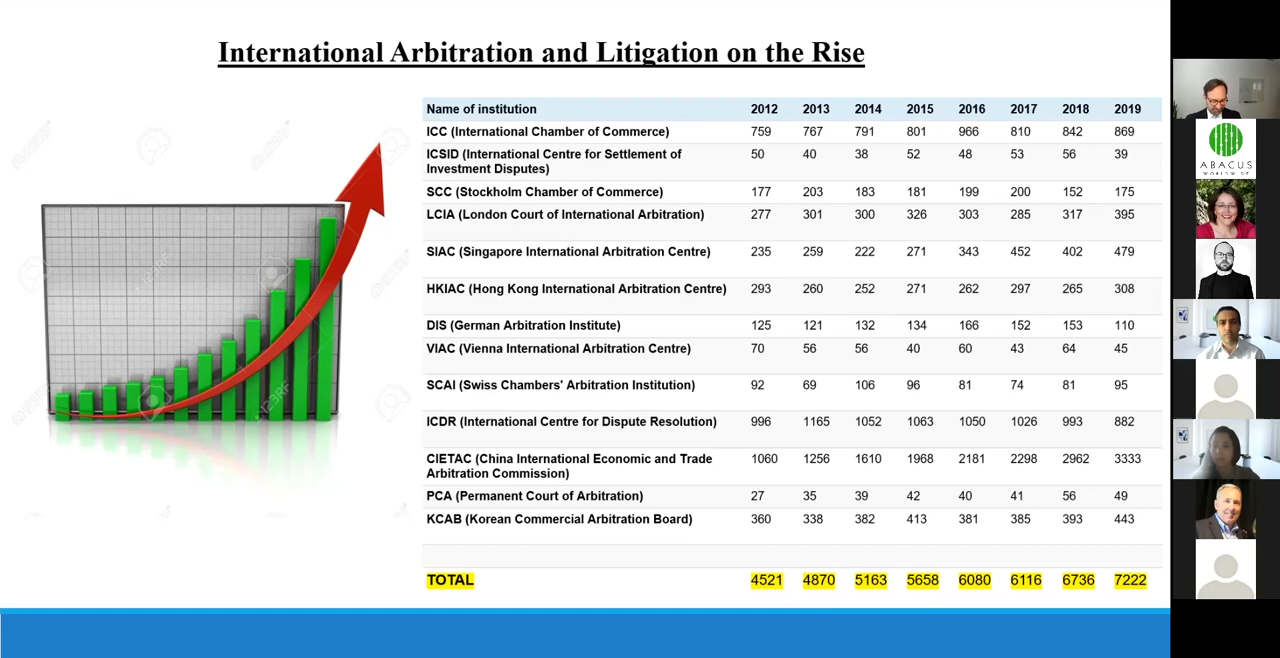 International Arbitration and Litigation on the Rise
Name of institution 2012 2013 2014 2015 2016 2017 2018 2019
ICC (International Chamber of Commerce) 759 767 791 801 966 810 842 869
ICSID (International Centre for Settlement of
Investment Disputes) 50 40 38 52 48 53 56 39
SCC (Stockholm Chamber of Commerce) 177 203 183 181 199 200 152 175
LCIA (London Court of International Arbitration) 277 301 300 326 303 285 317 395
SIAC (Singapore International Arbitration Centre) 235 259 222 271 343 452 402 479
HKIAC (Hong Kong International Arbitration Centre) 293 260 252 271 262 297 265 308
DIS (German Arbitration Institute) 125 121 132 134 166 152 153 110
VIAC (Vienna International Arbitration Centre) 70 56 56 40 60 43 64 45
SCAI (Swiss Chambers' Arbitration Institution) 92 69 106 96 81 74 81 95
ICDR (International Centre for Dispute Resolution) 996 1165 1052 1063 1050 1026 993 882
CIETAC (China International Economic and Trade
Arbitration Commission) 1060 1256 1610 1968 2181 2298 2962 3333
PCA (Permanent Court of Arbitration) 27 35 39 42 40 41 56 49
KCAB (Korean Commercial Arbitration Board) 360 338 382 413 381 385 393 443
TOTAL 4521 4870 5163 5658 6080 6116 6736 7222
123RF
ABACUS